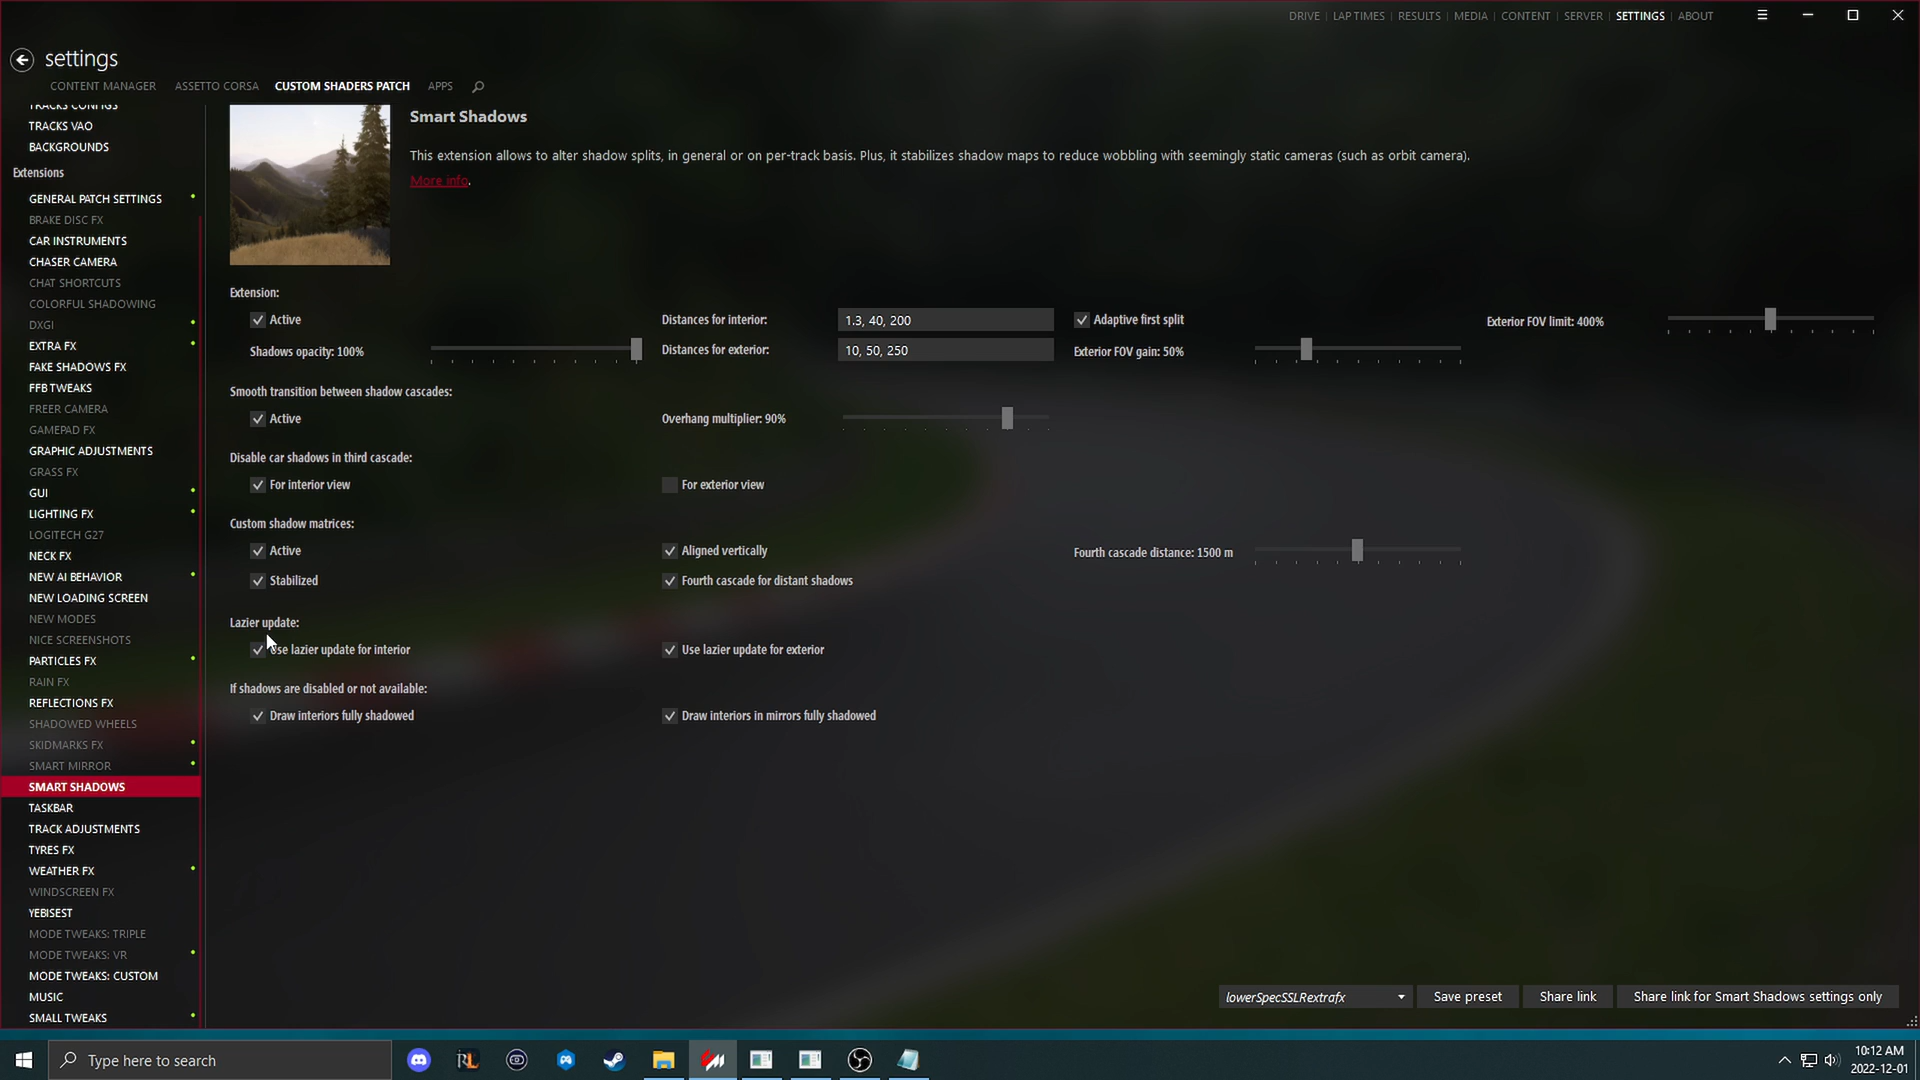 DRIVE | LAP TIMES | RESULTS | MEDIA | CONTENT | SERVER | SETTINGS | ABOUT
settings
CONTENT MANAGER ASSETTO CORSA CUSTOM SHADERS PATCH APPS
TRACKS CONFIGS
TRACKS VAO
BACKGROUNDS
Extensions
GENERAL PATCH SETTINGS
BRAKE DISC FX
CAR INSTRUMENTS
CHASER CAMERA
CHAT SHORTCUTS
COLORFUL SHADOWING
DXGI
EXTRA FX
FAKE SHADOWS FX
FFB TWEAKS
FREER CAMERA
GAMEPAD FX
GRAPHIC ADJUSTMENTS
GRASS FX
GUI
LIGHTING FX
LOGITECH G27
NECK FX
NEW AI BEHAVIOR
NEW LOADING SCREEN
NEW MODES
NICE SCREENSHOTS
PARTICLES FX
RAIN FX
REFLECTIONS FX
SHADOWED WHEELS
SKIDMARKS FX
SMART MIRROR
SMART SHADOWS
TASKBAR
TRACK ADJUSTMENTS
TYRES FX
WEATHER FX
WINDSCREEN FX
YEBISEST
MODE TWEAKS: TRIPLE
MODE TWEAKS: VR
MODE TWEAKS: CUSTOM
MUSIC
SMALL TWEAKS
Smart Shadows
This extension allows to alter shadow splits, in general or on per-track basis. Plus, it stabilizes shadow maps to reduce wobbling with seemingly static cameras (such as orbit camera).
More info.
Extension:
Active Distances for interior: 1.3, 40, 200 Adaptive first split Exterior FOV limit: 400%
Shadows opacity: 100% Distances for exterior: 10, 50, 250 Exterior FOV gain: 50%
Smooth transition between shadow cascades:
Active Overhang multiplier: 90%
Disable car shadows in third cascade:
For interior view For exterior view
Custom shadow matrices:
Active Aligned vertically Fourth cascade distance: 1500 m
Stabilized Fourth cascade for distant shadows
Lazier update:
Use lazier update for interior Use lazier update for exterior
If shadows are disabled or not available:
Draw interiors fully shadowed Draw interiors in mirrors fully shadowed
lowerSpecSSLRextrafx Save preset Share link Share link for Smart Shadows settings only
Type here to search
RL
10:12 AM
2022-12-01